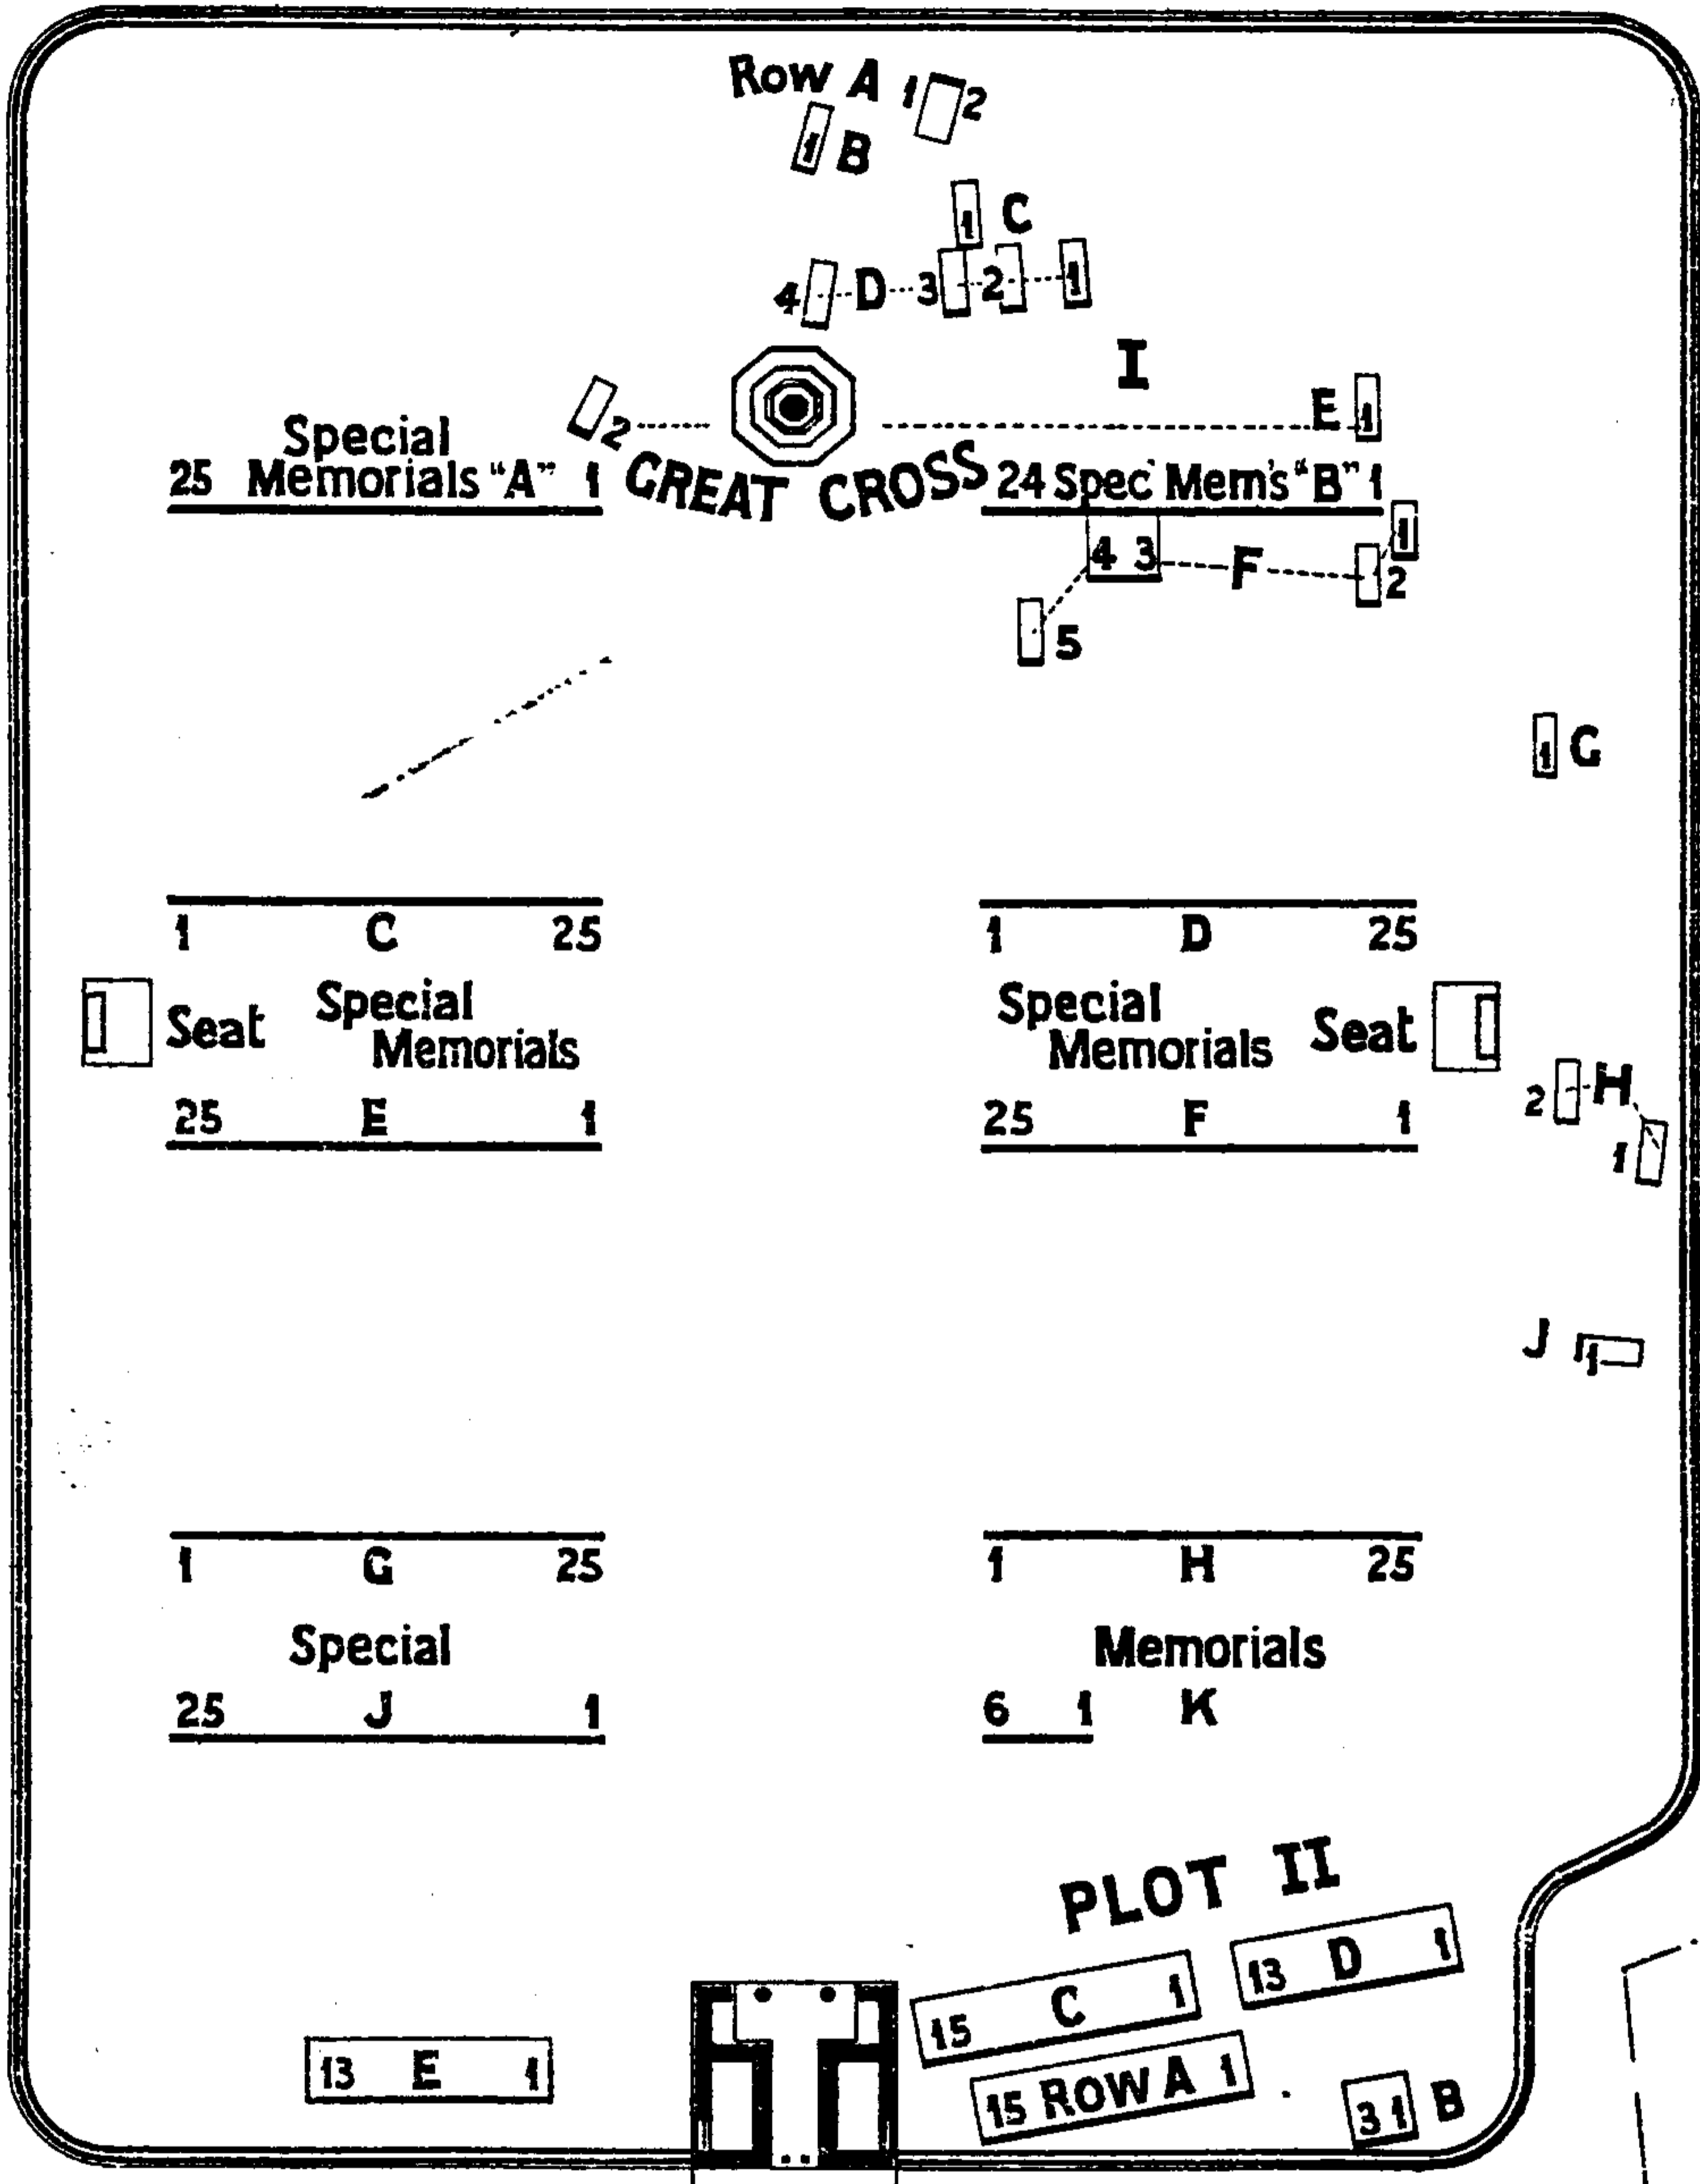 Row A 1 2
1 B
1 C
4 D 3 2 1
I
2 E 1
Special
25 Memorials "A" 1
GREAT CROSS
24 Spec Mem's "B" 1
1
4 3 F 2
5
1 G
1 C 25
1 D 25
Seat Special
Memorials
Special Seat
Memorials
2 H
1
25 E 1
25 F 1
J 1
1 G 25
1 H 25
Special Memorials
25 J 1
6 1 K
PLOT II
13 D 1
15 C 1
15 ROW A 1
13 E 1
3 1 B